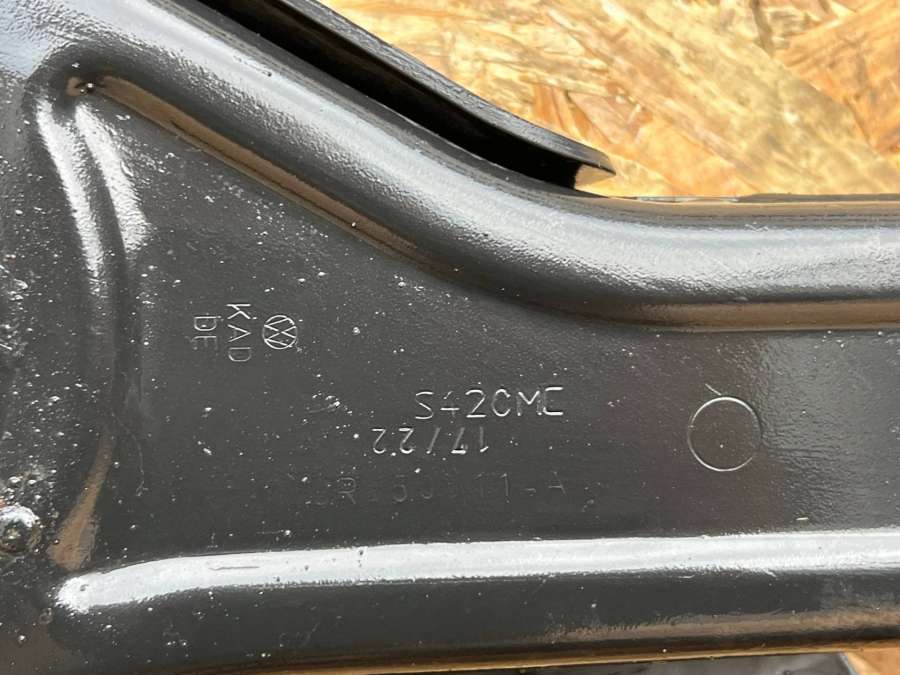 KAD
DE
S420MC
17/22